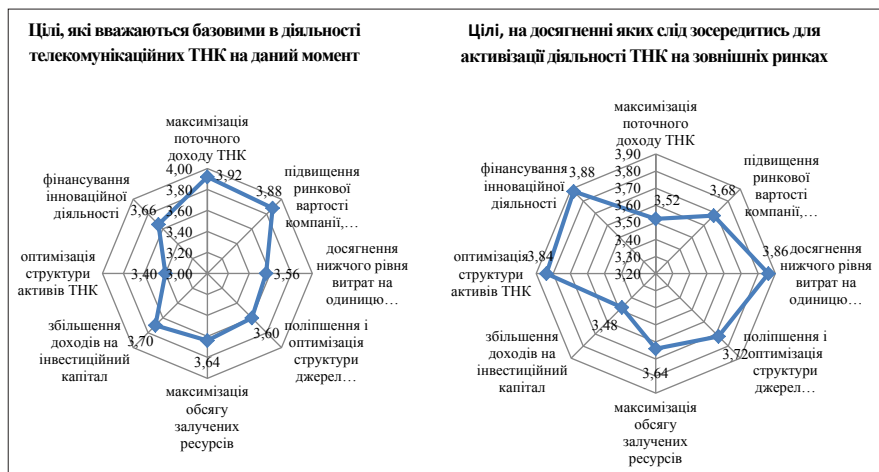 Цілі, які вважаються базовими в діяльності
телекомунікаційних ТНК на даний момент
максимізація
поточного
доходу ТНК
4,00
3,92
3,80
3,60
3,40
3,20
3,00
підвищення
ринкової
вартості
компанії,…
3,88
досягнення
нижчого рівня
витрат на
одиницю…
3,56
поліпшення і
оптимізація
структури
джерел…
3,60
максимізація
обсягу
залучених
ресурсів
3,64
збільшення
доходів на
інвестиційний
капітал
3,70
оптимізація
структури
активів ТНК
3,40
фінансування
інноваційної
діяльності
3,66
Цілі, на досягненні яких слід зосередитись для
активізації діяльності ТНК на зовнішніх ринках
максимізація
поточного
доходу ТНК
3,90
3,80
3,70
3,60
3,50
3,40
3,30
3,20
3,52
підвищення
ринкової
вартості
компанії,…
3,68
досягнення
нижчого рівня
витрат на
одиницю…
3,86
поліпшення і
оптимізація
структури
джерел…
3,72
максимізація
обсягу
залучених
ресурсів
3,64
збільшення
доходів на
інвестиційний
капітал
3,48
оптимізація
структури
активів ТНК
3,84
фінансування
інноваційної
діяльності
3,88